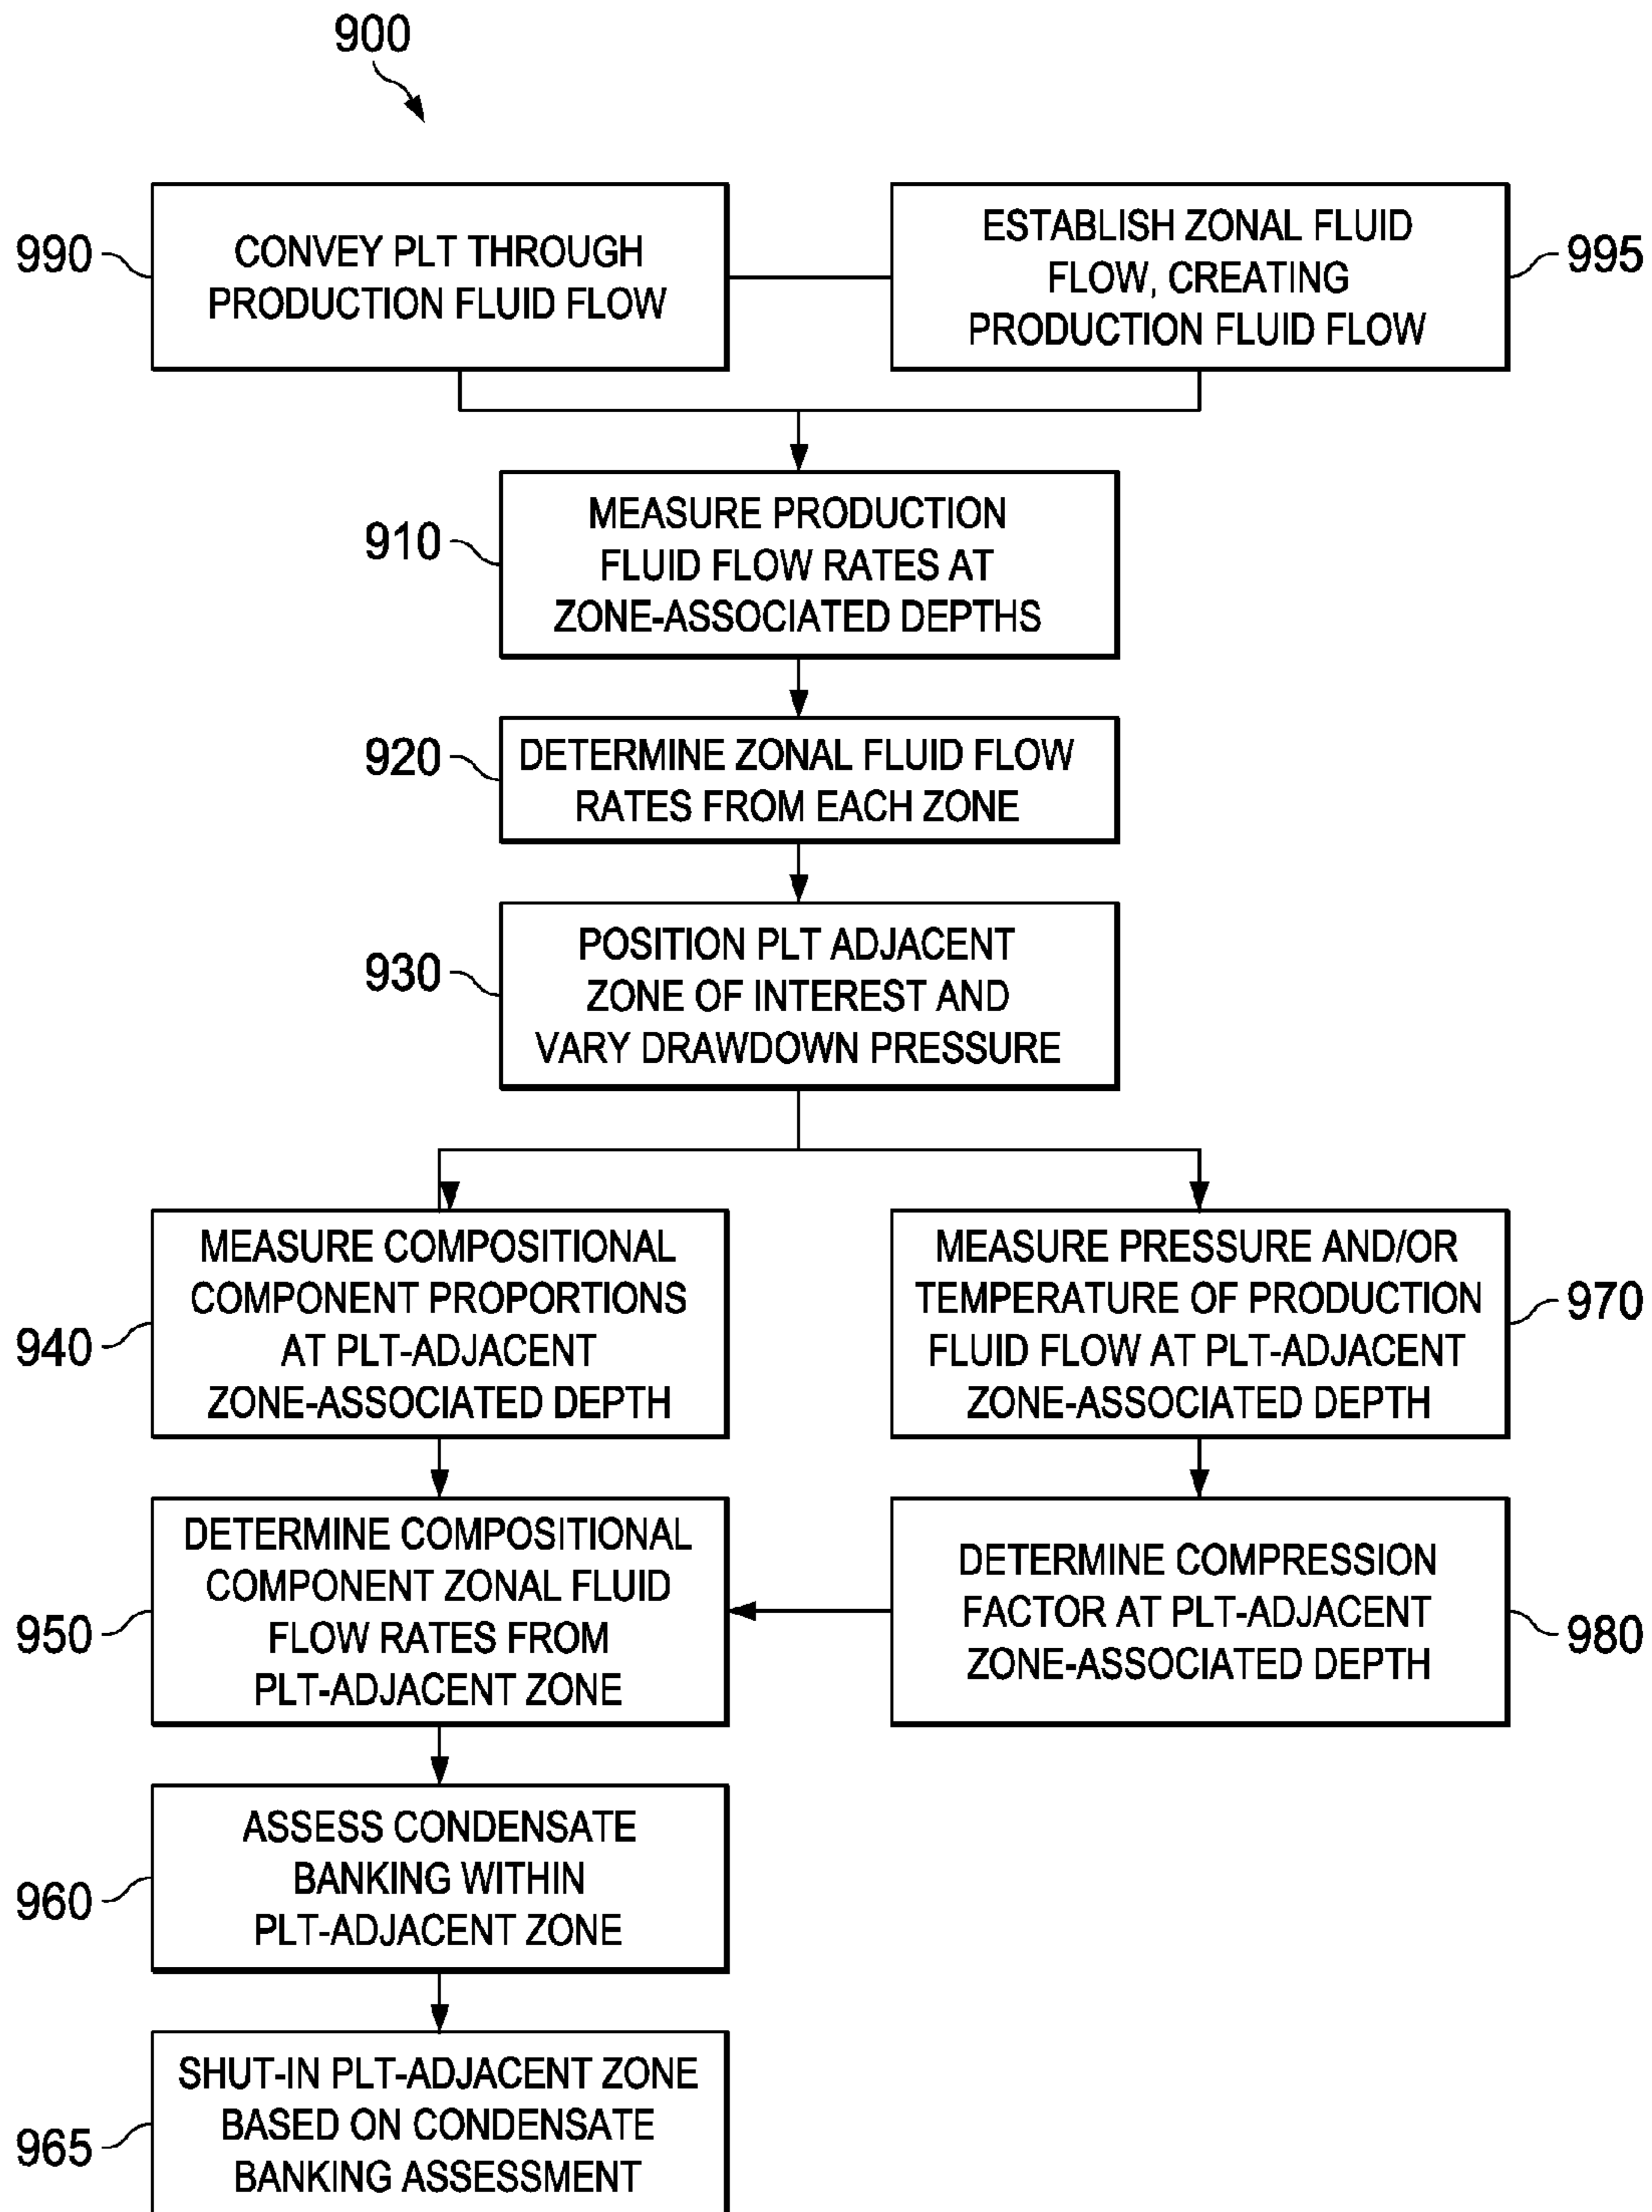 900
990
CONVEY PLT THROUGH
PRODUCTION FLUID FLOW
ESTABLISH ZONAL FLUID
FLOW, CREATING
PRODUCTION FLUID FLOW
995
910
MEASURE PRODUCTION
FLUID FLOW RATES AT
ZONE-ASSOCIATED DEPTHS
920
DETERMINE ZONAL FLUID FLOW
RATES FROM EACH ZONE
930
POSITION PLT ADJACENT
ZONE OF INTEREST AND
VARY DRAWDOWN PRESSURE
940
MEASURE COMPOSITIONAL
COMPONENT PROPORTIONS
AT PLT-ADJACENT
ZONE-ASSOCIATED DEPTH
MEASURE PRESSURE AND/OR
TEMPERATURE OF PRODUCTION
FLUID FLOW AT PLT-ADJACENT
ZONE-ASSOCIATED DEPTH
970
950
DETERMINE COMPOSITIONAL
COMPONENT ZONAL FLUID
FLOW RATES FROM
PLT-ADJACENT ZONE
DETERMINE COMPRESSION
FACTOR AT PLT-ADJACENT
ZONE-ASSOCIATED DEPTH
980
960
ASSESS CONDENSATE
BANKING WITHIN
PLT-ADJACENT ZONE
965
SHUT-IN PLT-ADJACENT ZONE
BASED ON CONDENSATE
BANKING ASSESSMENT